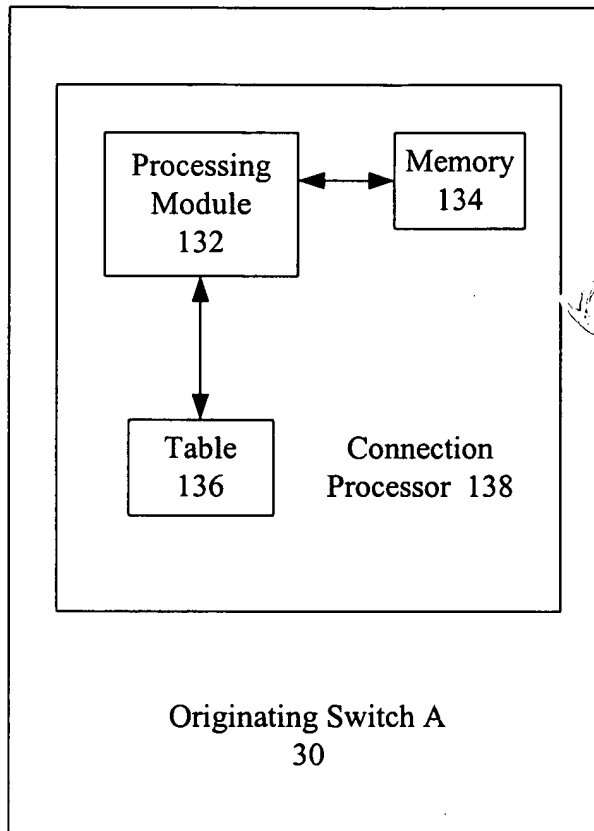 Processing
Module
132
Memory
134
Table
136
Connection
Processor 138
Originating Switch A
30